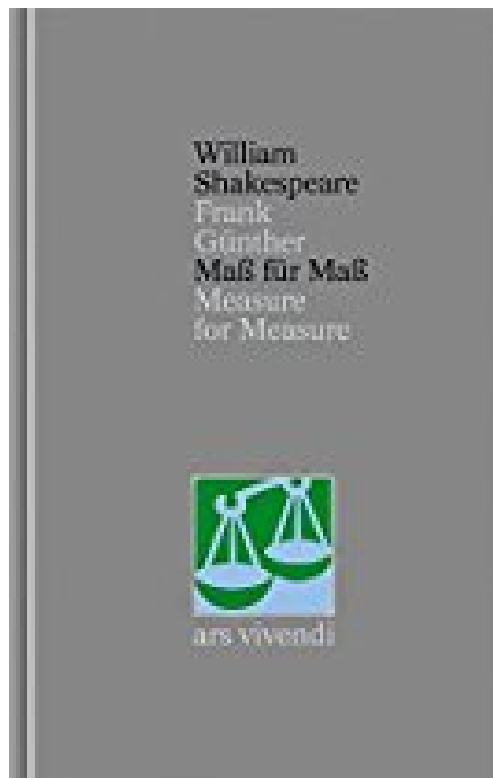 William
Shakespeare
Frank
Günther
Maß für Maß
Measure
for Measure
ars vivendi